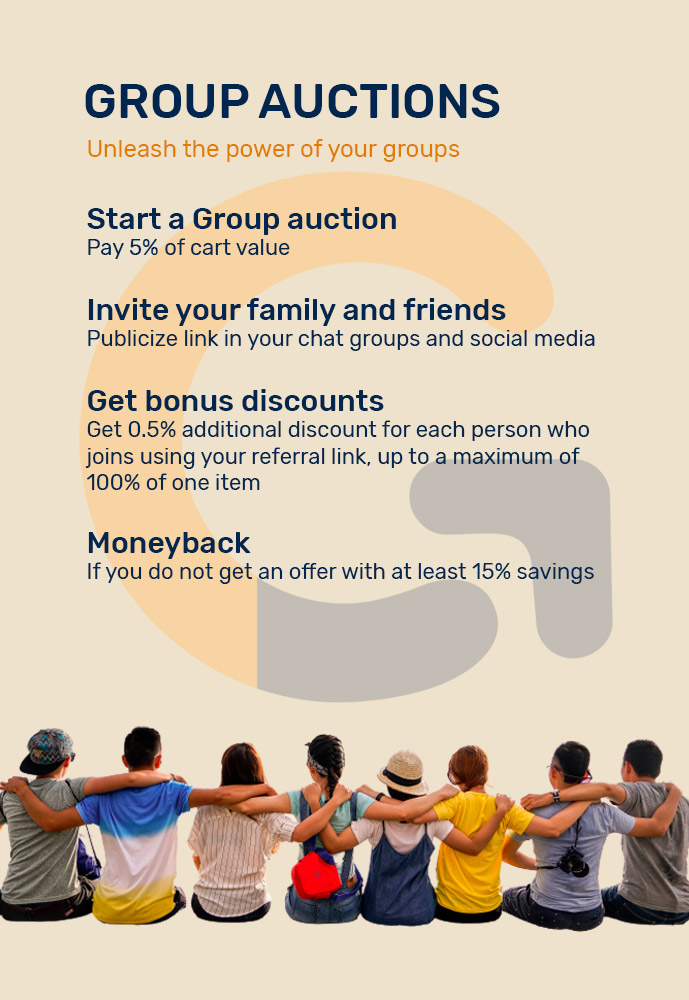 GROUP AUCTIONS
Unleash the power of your groups
Start a Group auction
Pay 5% of cart value
Invite your family and friends
Publicize link in your chat groups and social media
Get bonus discounts
Get 0.5% additional discount for each person who
joins using your referral link, up to a maximum of
100% of one item
Moneyback
If you do not get an offer with at least 15% savings